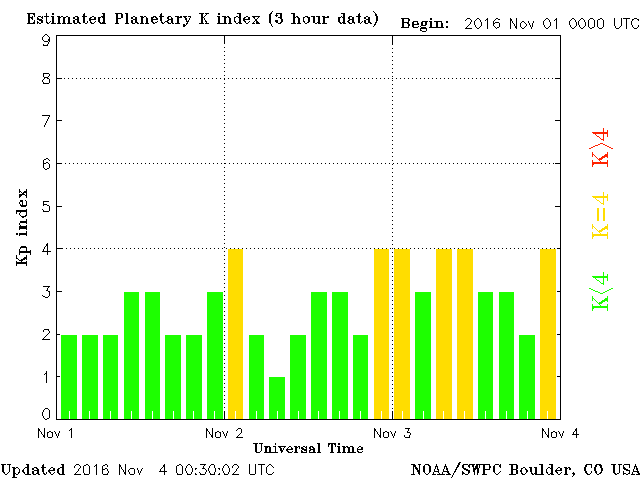 Estimated Planetary K index (3 hour data)
Begin: 2016 Nov 01 0000 UTC
9
8
7
6
5
4
3
2
1
0
Kp index
Nov 1
Nov 2
Nov 3
Nov 4
Universal Time
K>4
K=4
K<4
Updated 2016 Nov 4 00:30:02 UTC
NOAA/SWPC Boulder, CO USA